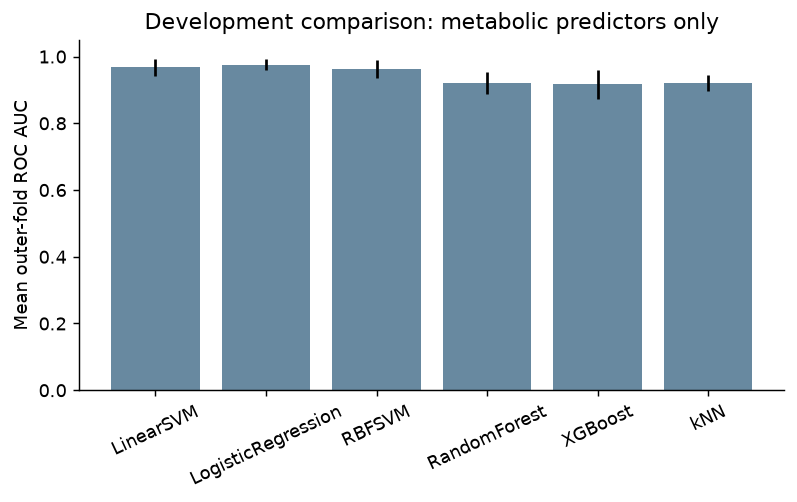 Development comparison: metabolic predictors only
Mean outer-fold ROC AUC
1.0
0.8
0.6
0.4
0.2
0.0
LinearSVM
LogisticRegression
RBFSVM
RandomForest
XGBoost
kNN